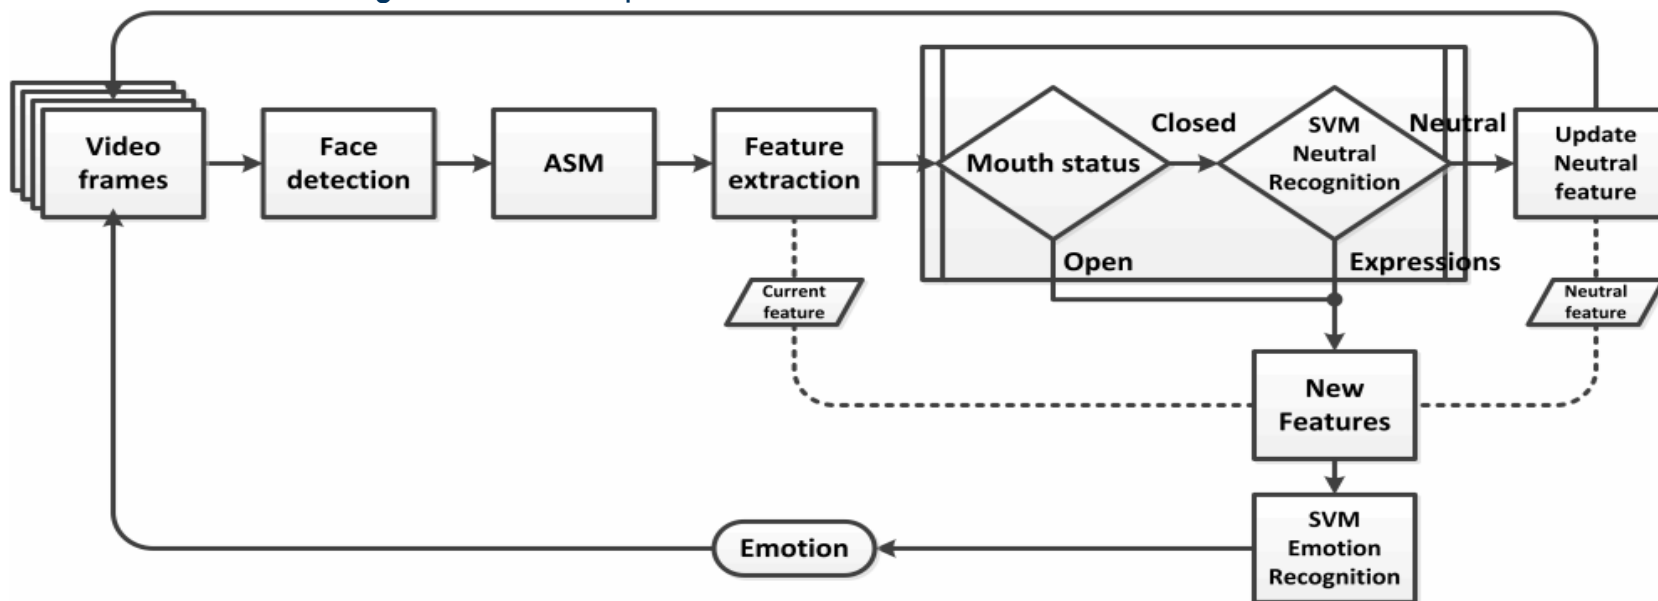 Video
frames
Face
detection
ASM
Feature
extraction
Mouth status
Closed
SVM
Neutral
Recognition
Neutral
Update
Neutral
feature
Open
Expressions
Current
feature
Neutral
feature
New
Features
SVM
Emotion
Recognition
Emotion